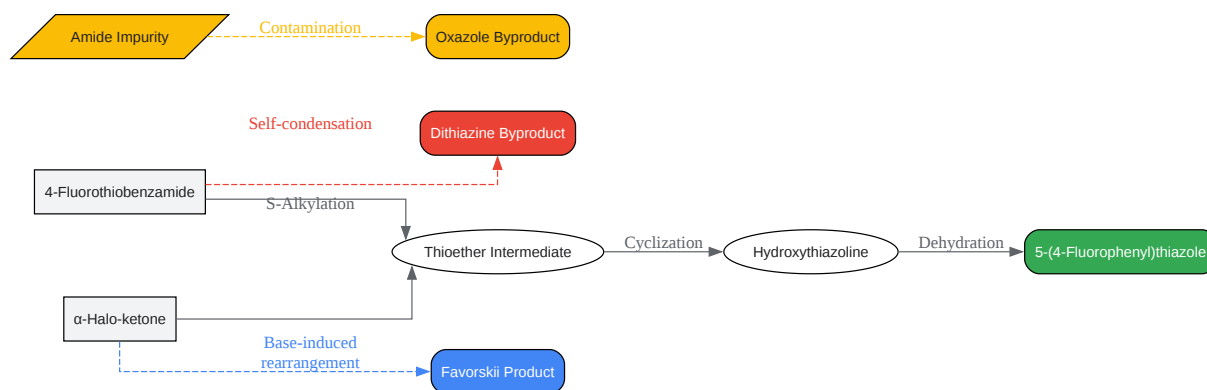 Amide Impurity
Contamination
Oxazole Byproduct
Self-condensation
Dithiazine Byproduct
4-Fluorothiobenzamide
S-Alkylation
Thioether Intermediate
Cyclization
Hydroxythiazoline
Dehydration
5-(4-Fluorophenyl)thiazole
α-Halo-ketone
Base-induced
rearrangement
Favorskii Product